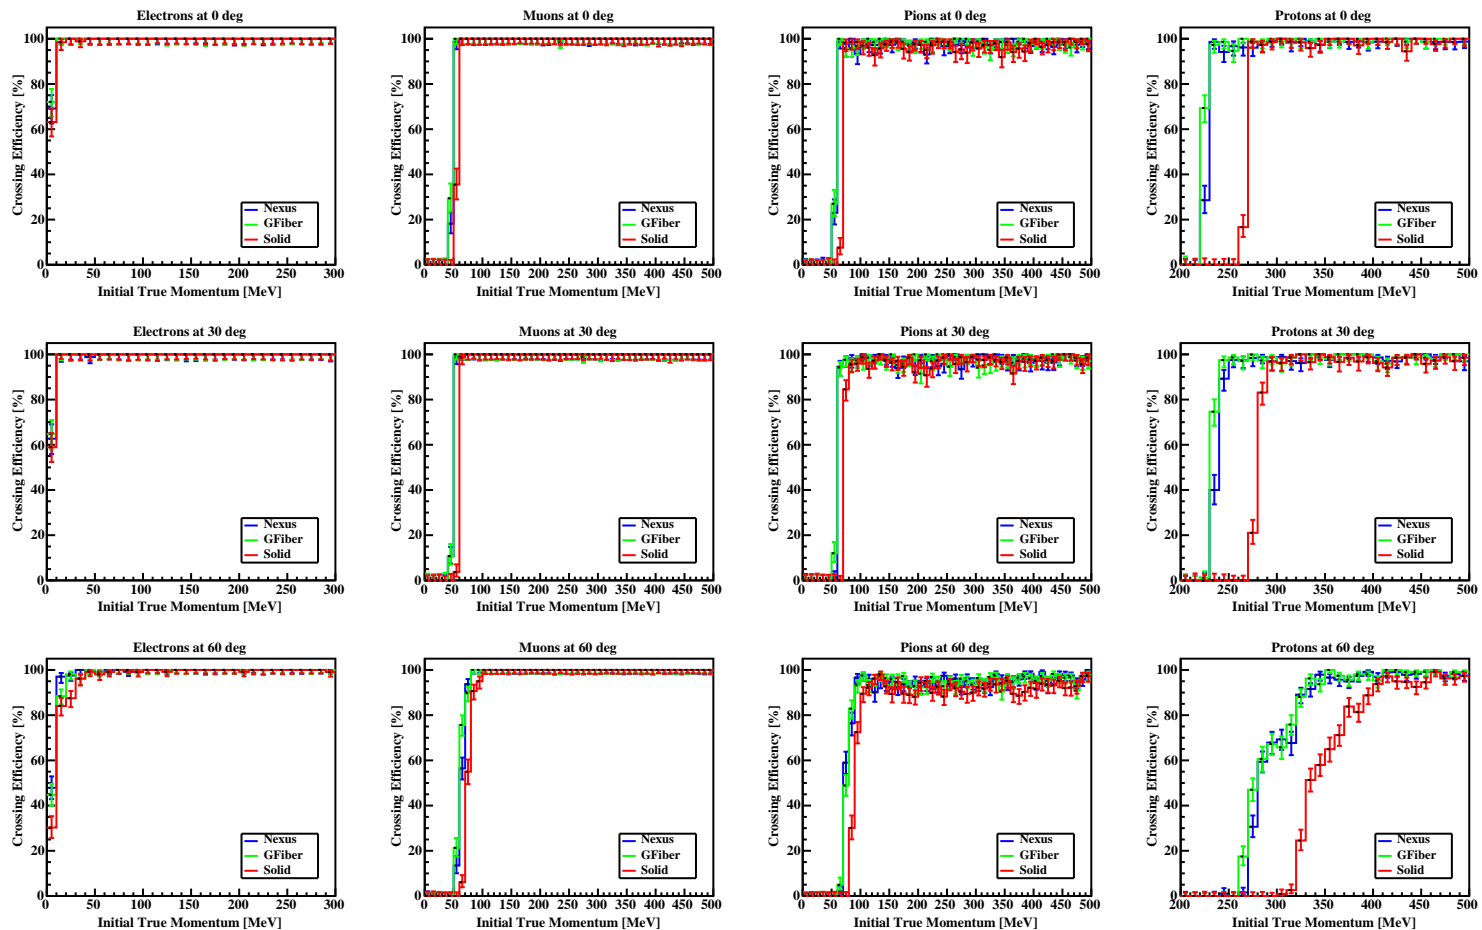 Electrons at 0 deg
Crossing Efficiency [%]
100
80
60
40
20
0
Nexus
GFiber
Solid
0 50 100 150 200 250 300
Initial True Momentum [MeV]
Muons at 0 deg
Crossing Efficiency [%]
100
80
60
40
20
0
Nexus
GFiber
Solid
0 50 100 150 200 250 300 350 400 450 500
Initial True Momentum [MeV]
Pions at 0 deg
Crossing Efficiency [%]
100
80
60
40
20
0
Nexus
GFiber
Solid
0 50 100 150 200 250 300 350 400 450 500
Initial True Momentum [MeV]
Protons at 0 deg
Crossing Efficiency [%]
100
80
60
40
20
0
Nexus
GFiber
Solid
200 250 300 350 400 450 500
Initial True Momentum [MeV]
Electrons at 30 deg
Crossing Efficiency [%]
100
80
60
40
20
0
Nexus
GFiber
Solid
0 50 100 150 200 250 300
Initial True Momentum [MeV]
Muons at 30 deg
Crossing Efficiency [%]
100
80
60
40
20
0
Nexus
GFiber
Solid
0 50 100 150 200 250 300 350 400 450 500
Initial True Momentum [MeV]
Pions at 30 deg
Crossing Efficiency [%]
100
80
60
40
20
0
Nexus
GFiber
Solid
0 50 100 150 200 250 300 350 400 450 500
Initial True Momentum [MeV]
Protons at 30 deg
Crossing Efficiency [%]
100
80
60
40
20
0
Nexus
GFiber
Solid
200 250 300 350 400 450 500
Initial True Momentum [MeV]
Electrons at 60 deg
Crossing Efficiency [%]
100
80
60
40
20
0
Nexus
GFiber
Solid
0 50 100 150 200 250 300
Initial True Momentum [MeV]
Muons at 60 deg
Crossing Efficiency [%]
100
80
60
40
20
0
Nexus
GFiber
Solid
0 50 100 150 200 250 300 350 400 450 500
Initial True Momentum [MeV]
Pions at 60 deg
Crossing Efficiency [%]
100
80
60
40
20
0
Nexus
GFiber
Solid
0 50 100 150 200 250 300 350 400 450 500
Initial True Momentum [MeV]
Protons at 60 deg
Crossing Efficiency [%]
100
80
60
40
20
0
Nexus
GFiber
Solid
200 250 300 350 400 450 500
Initial True Momentum [MeV]